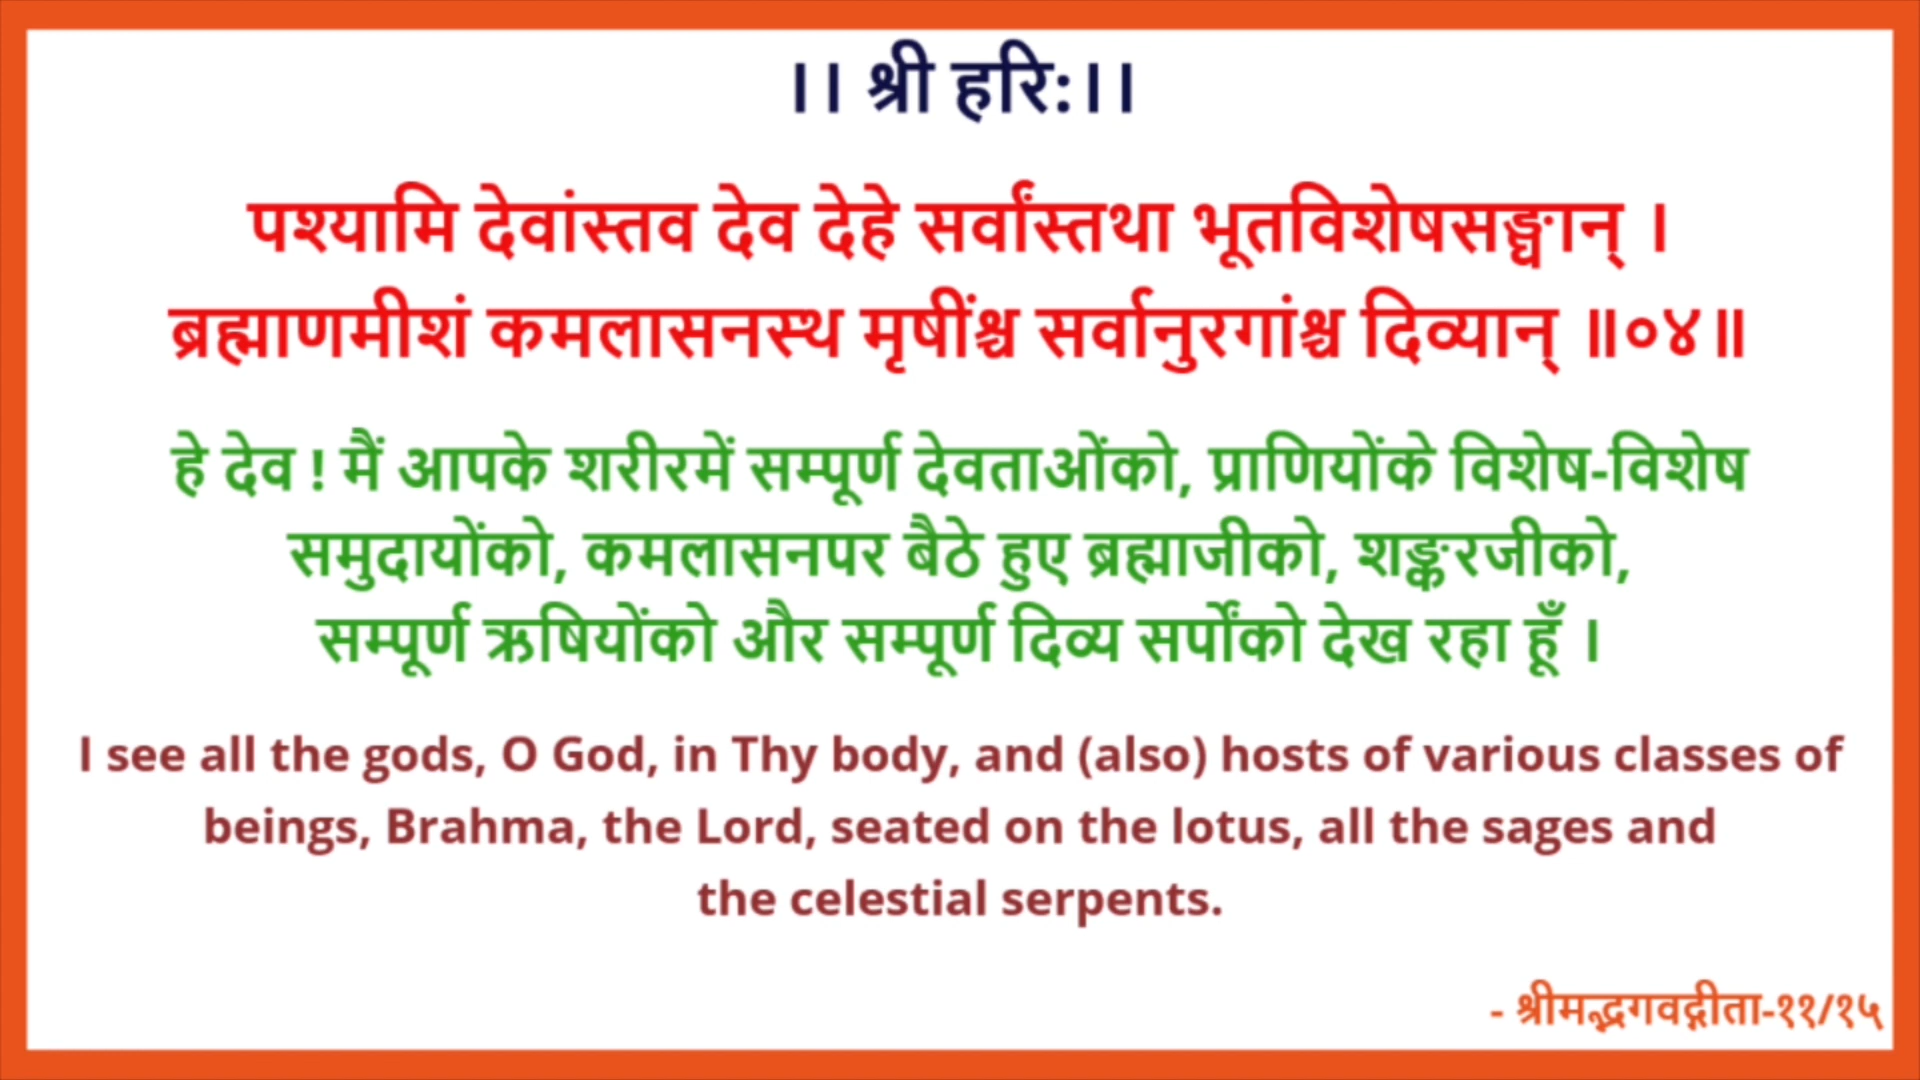 ।। श्री हरि:।।
पश्यामि देवांस्तव देव देहे सर्वांस्तथा भूतविशेषसङ्घान् ।
ब्रह्माणमीशं कमलासनस्थ मृषींश्च सर्वानुरगांश्च दिव्यान् ॥०४॥
हे देव ! मैं आपके शरीरमें सम्पूर्ण देवताओंको, प्राणियोंके विशेष-विशेष
समुदायोंको, कमलासनपर बैठे हुए ब्रह्माजीको, शङ्करजीको,
सम्पूर्ण ऋषियोंको और सम्पूर्ण दिव्य सर्पोंको देख रहा हूँ ।
I see all the gods, O God, in Thy body, and (also) hosts of various classes of
beings, Brahma, the Lord, seated on the lotus, all the sages and
the celestial serpents.
- श्रीमद्भगवद्गीता-११/१५